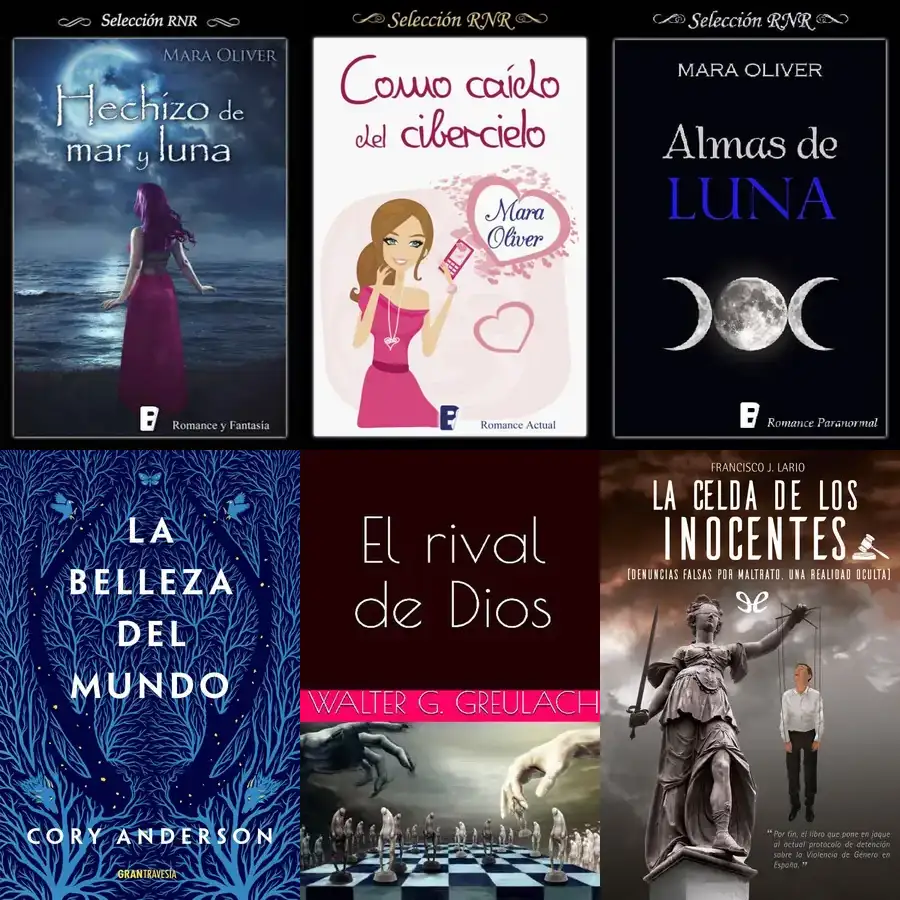 Selección RNR
MARA OLIVER
Hechizo de
mar y luna
Romance y Fantasía
Selección RNR
Como caído
del cibercielo
Mara
Oliver
Romance Actual
Selección RNR
MARA OLIVER
Almas de
LUNA
Romance Paranormal
LA
BELLEZA
DEL
MUNDO
CORY ANDERSON
GRANTRAVESÍA
El rival
de Dios
WALTER G. GREULACH
FRANCISCO J. LARIO
LA CELDA DE LOS
INOCENTES
[DENUNCIAS FALSAS POR MALTRATO, UNA REALIDAD OCULTA]
“Por fin, el libro que pone en jaque
al actual protocolo de detención
sobre la Violencia de Género en
España.”